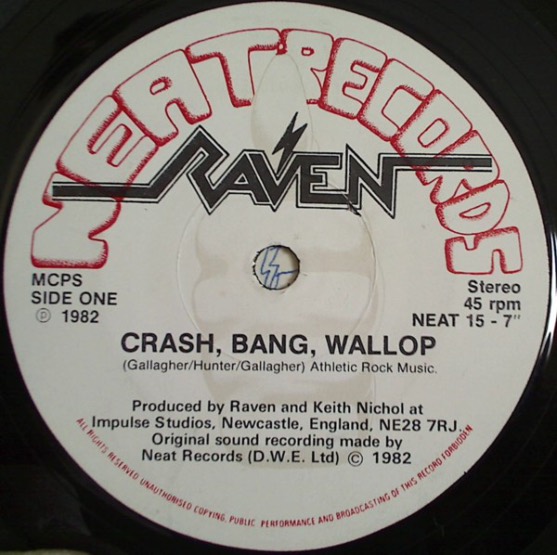 NEAT RECORDS
RAVEN
MCPS
SIDE ONE
℗ 1982
Stereo
45 rpm
NEAT 15 - 7"
CRASH, BANG, WALLOP
(Gallagher/Hunter/Gallagher) Athletic Rock Music.
Produced by Raven and Keith Nichol at
Impulse Studios, Newcastle, England, NE28 7RJ.
Original sound recording made by
Neat Records (D.W.E. Ltd) © 1982
ALL RIGHTS RESERVED UNAUTHORISED COPYING, PUBLIC PERFORMANCE AND BROADCASTING OF THIS RECORD FORBIDDEN